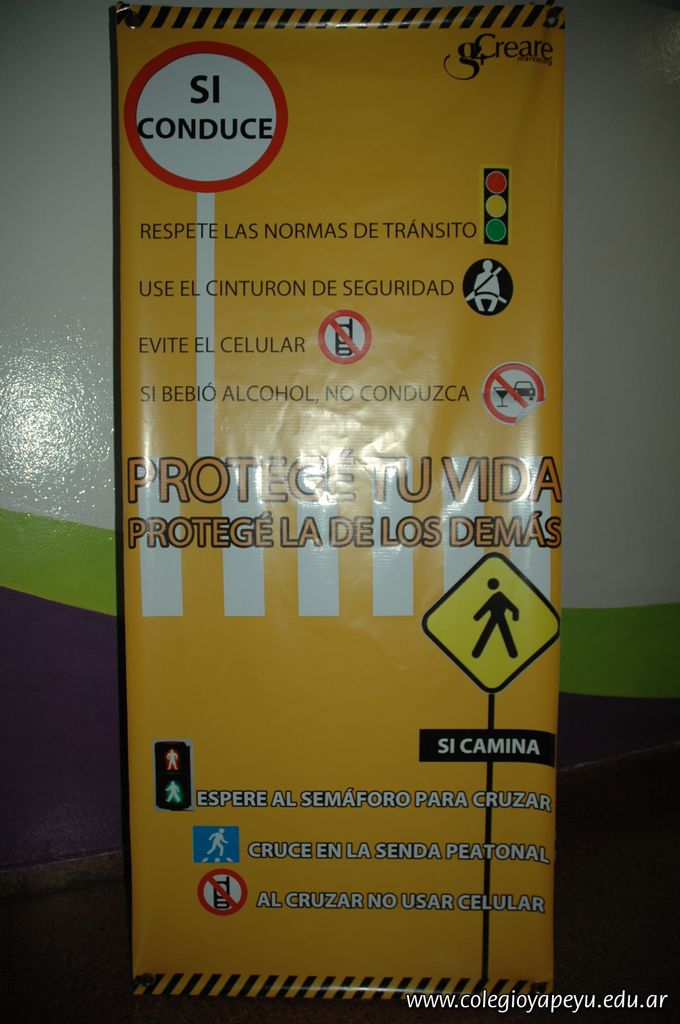 g4Creare
marketing
SI
CONDUCE
RESPETE LAS NORMAS DE TRÁNSITO
USE EL CINTURON DE SEGURIDAD
EVITE EL CELULAR
SI BEBIÓ ALCOHOL, NO CONDUZCA
PROTEGÉ TU VIDA
PROTEGÉ LA DE LOS DEMÁS
SI CAMINA
ESPERE AL SEMÁFORO PARA CRUZAR
CRUCE EN LA SENDA PEATONAL
AL CRUZAR NO USAR CELULAR
www.colegioyapeyu.edu.ar